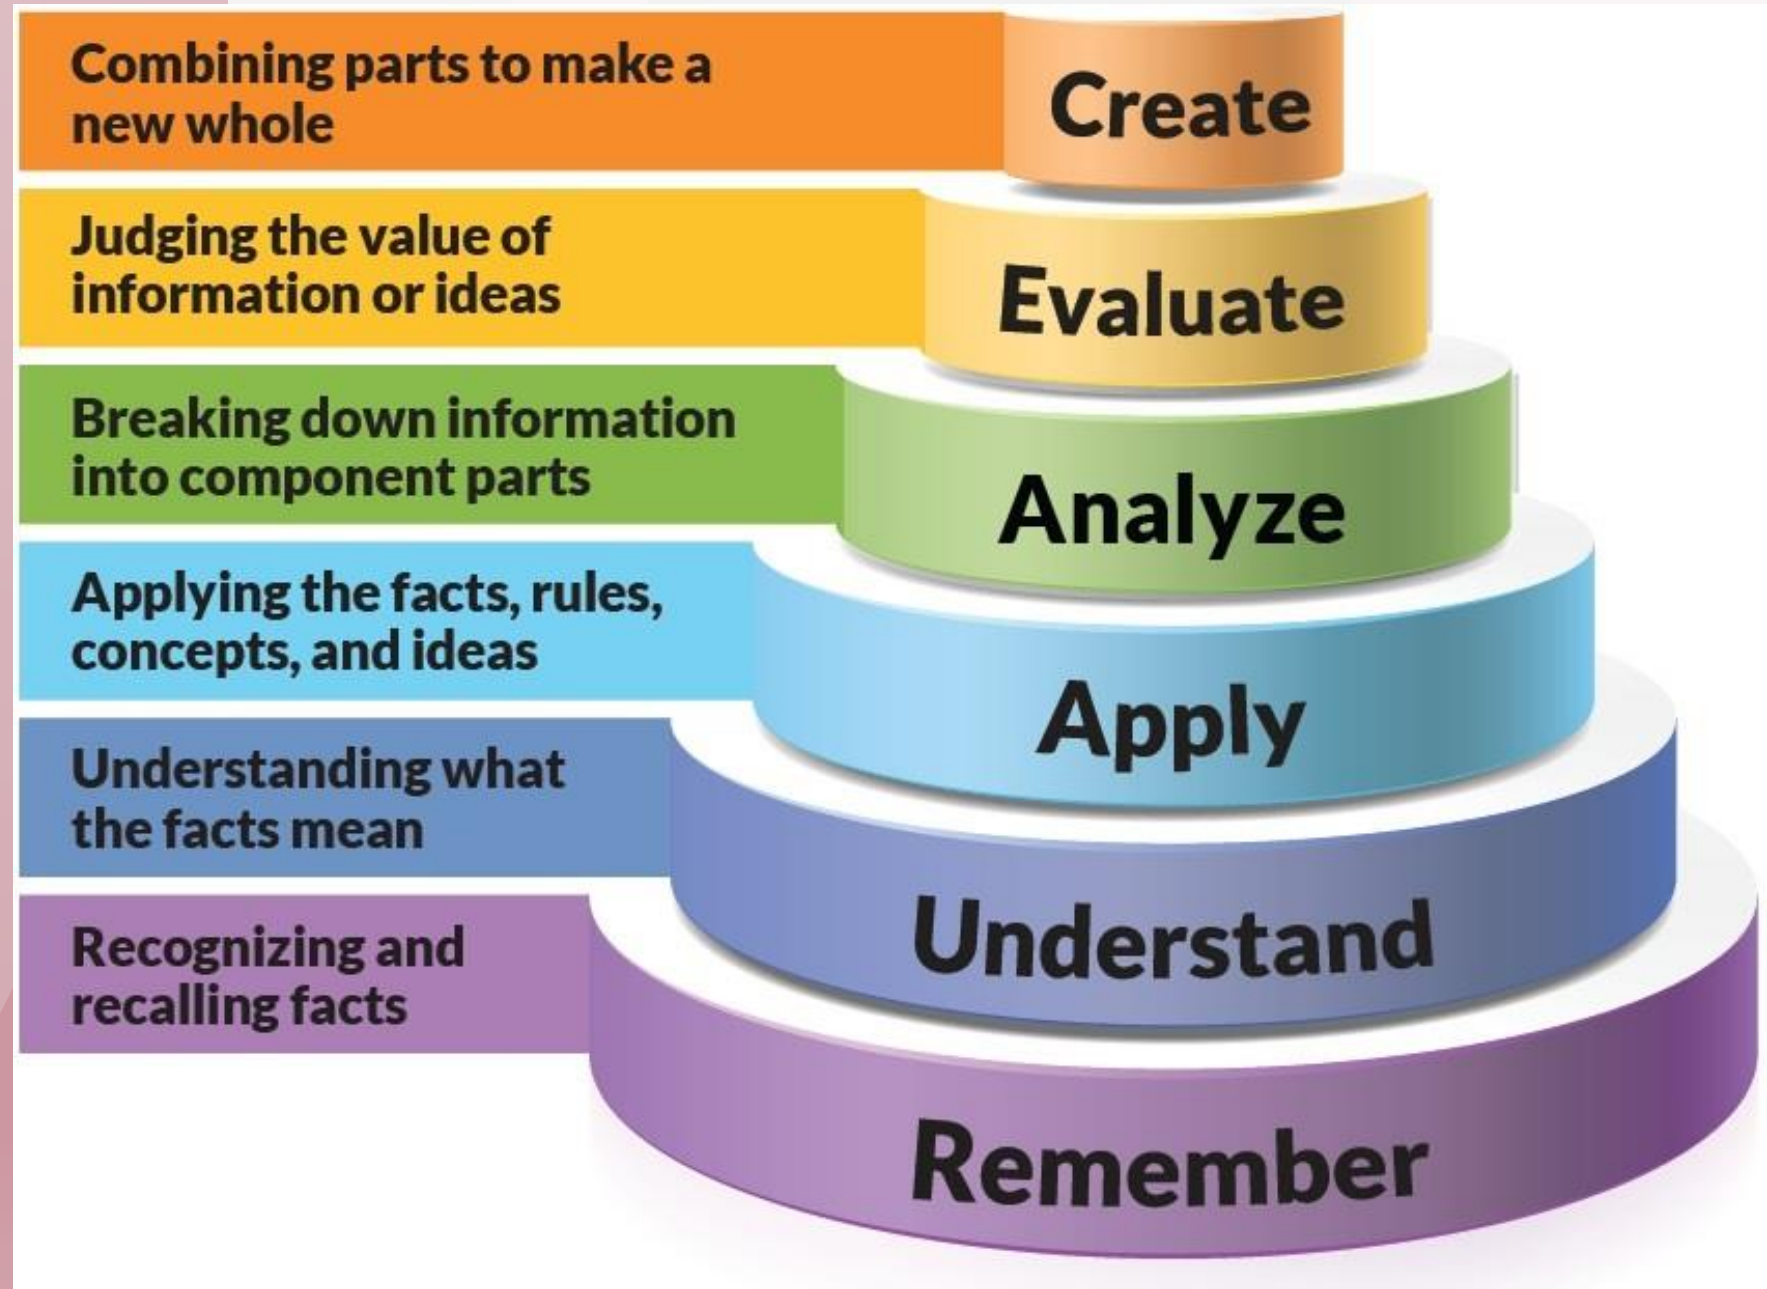 Combining parts to make a
new whole
Create
Judging the value of
information or ideas
Evaluate
Breaking down information
into component parts
Analyze
Applying the facts, rules,
concepts, and ideas
Apply
Understanding what
the facts mean
Understand
Recognizing and
recalling facts
Remember